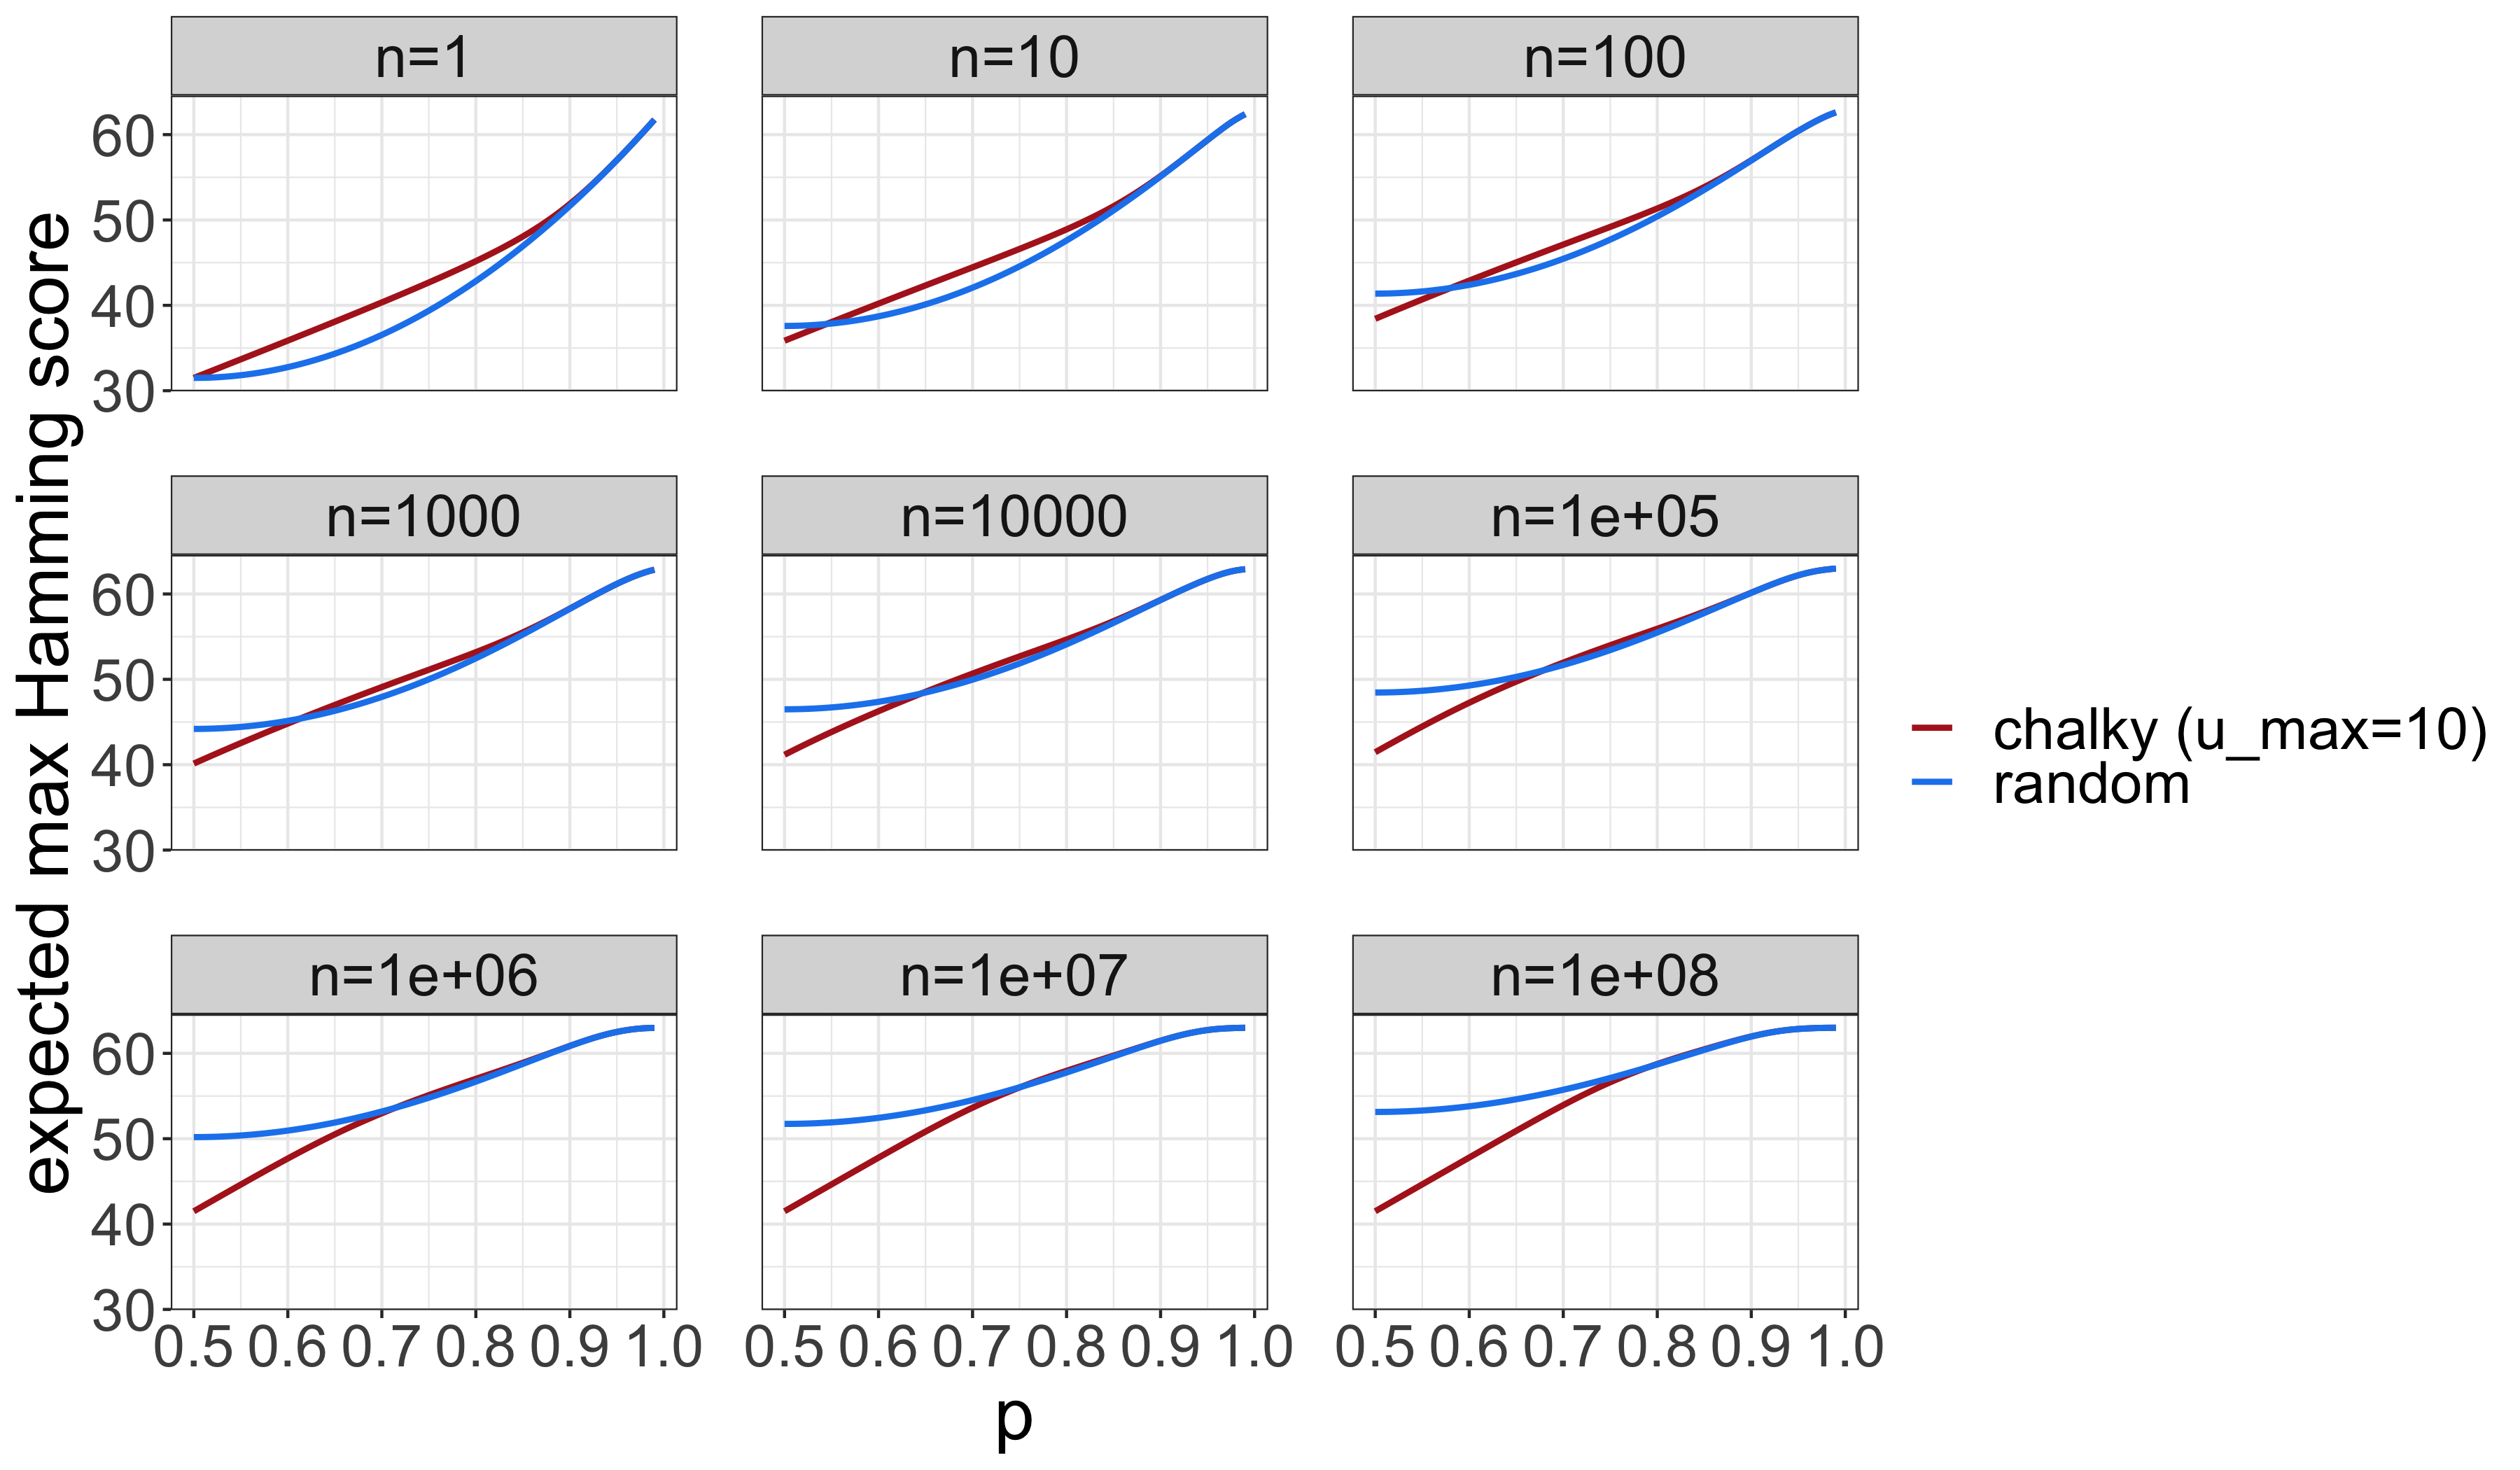 n=1
n=10
n=100
60
50
40
30
n=1000
n=10000
n=1e+05
60
50
40
30
n=1e+06
n=1e+07
n=1e+08
60
50
40
30
0.5 0.6 0.7 0.8 0.9 1.0
0.5 0.6 0.7 0.8 0.9 1.0
0.5 0.6 0.7 0.8 0.9 1.0
p
expected max Hamming score
chalky (u_max=10)
random